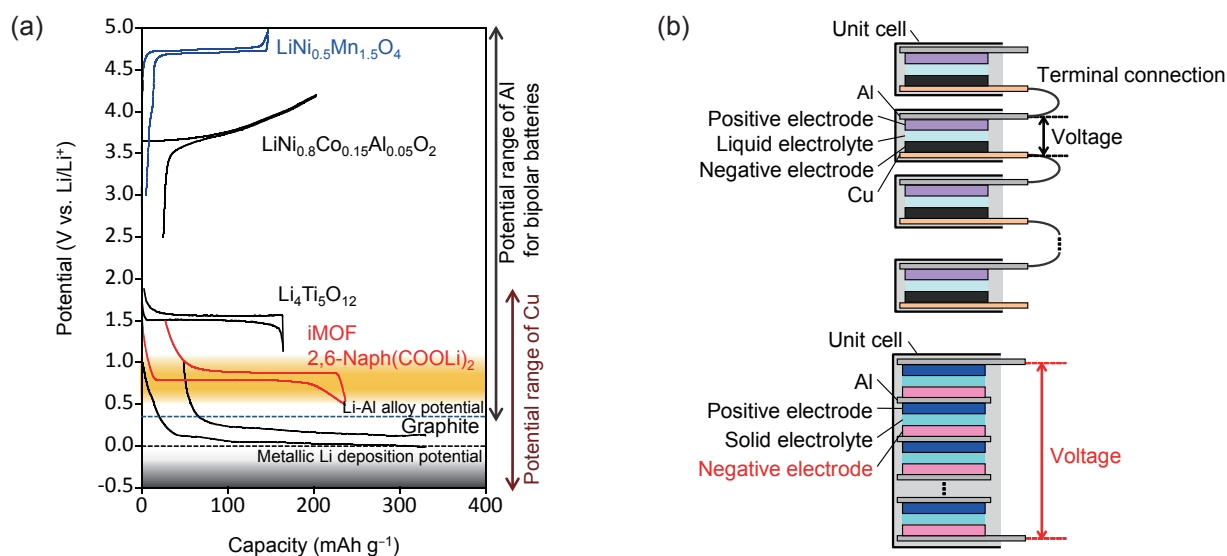 (a)
Potential (V vs. Li/Li⁺)
5.0
4.5
4.0
3.5
3.0
2.5
2.0
1.5
1.0
0.5
0.0
-0.5
0
100
200
300
400
Capacity (mAh g⁻¹)
LiNi₀.₅Mn₁.₅O₄
LiNi₀.₈Co₀.₁₅Al₀.₀₅O₂
Li₄Ti₅O₁₂
iMOF
2,6-Naph(COOLi)₂
Li-Al alloy potential
Graphite
Metallic Li deposition potential
Potential range of Al
for bipolar batteries
Potential range of Cu
(b)
Unit cell
Terminal connection
Al
Positive electrode
Voltage
Liquid electrolyte
Negative electrode
Cu
Unit cell
Al
Positive electrode
Solid electrolyte
Negative electrode
Voltage